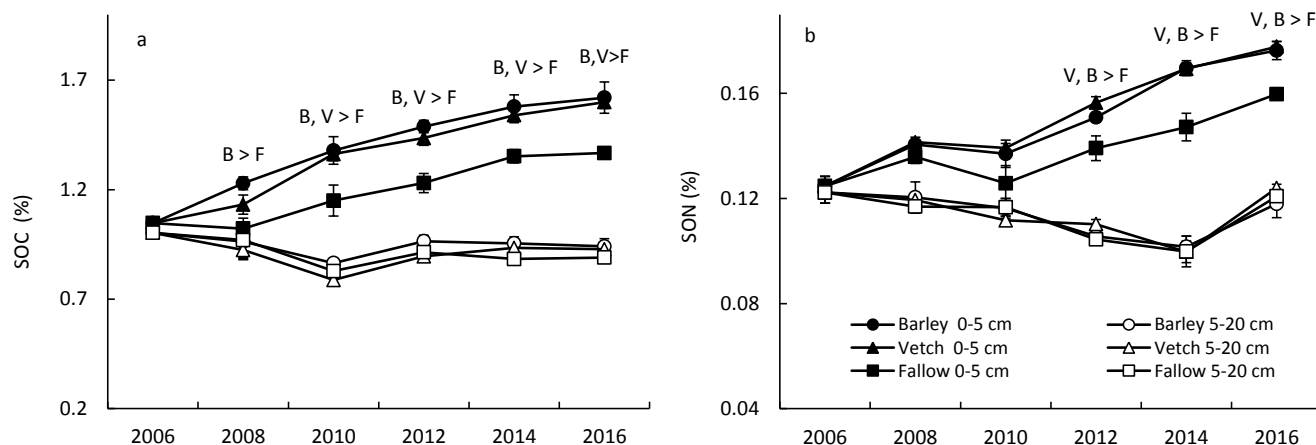 a
B > F
B, V > F
B, V > F
B, V > F
B,V>F
SOC (%)
1.7
1.2
0.7
0.2
2006 2008 2010 2012 2014 2016
b
V, B > F
V, B > F
V, B > F
SON (%)
0.16
0.12
0.08
0.04
Barley 0-5 cm Barley 5-20 cm
Vetch 0-5 cm Vetch 5-20 cm
Fallow 0-5 cm Fallow 5-20 cm
2006 2008 2010 2012 2014 2016